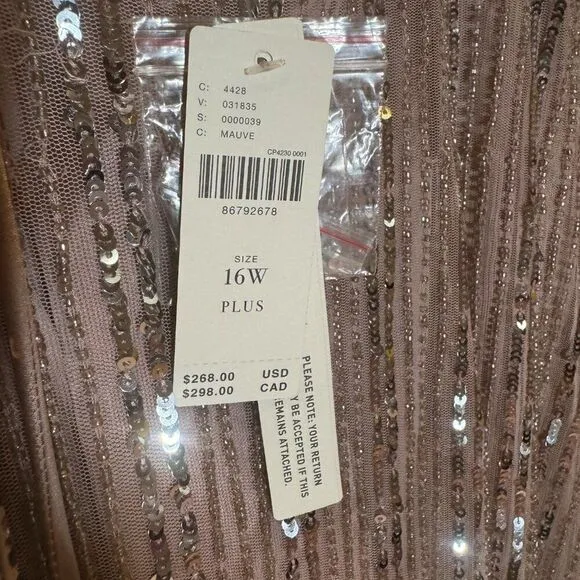 C: 4428
V: 031835
S: 0000039
C: MAUVE
CP4230 0001
86792678
SIZE
16W
PLUS
$268.00 USD
$298.00 CAD
PLEASE NOTE: YOUR RETURN
Y BE ACCEPTED IF THIS
EMAINS ATTACHED.